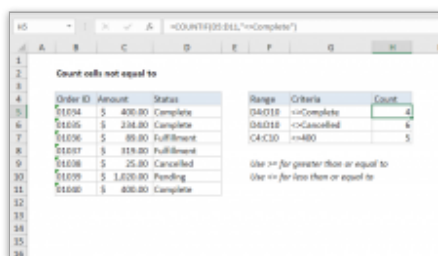 H5 =COUNTIF(D5:D11,"<>Complete")
A B C D E F G H
1
2 Count cells not equal to
3
4 Order ID Amount Status Range Criteria Count
5 01034 $ 400.00 Complete D4:D10 <>Complete 4
6 01035 $ 234.00 Complete D4:D10 <>Cancelled 6
7 01036 $ 89.00 Fulfillment C4:C10 <>400 5
8 01037 $ 319.00 Fulfillment
9 01038 $ 25.00 Cancelled Use >= for greater than or equal to
10 01039 $ 1,020.00 Pending Use <= for less than or equal to
11 01040 $ 400.00 Complete
12
13
14
15
16